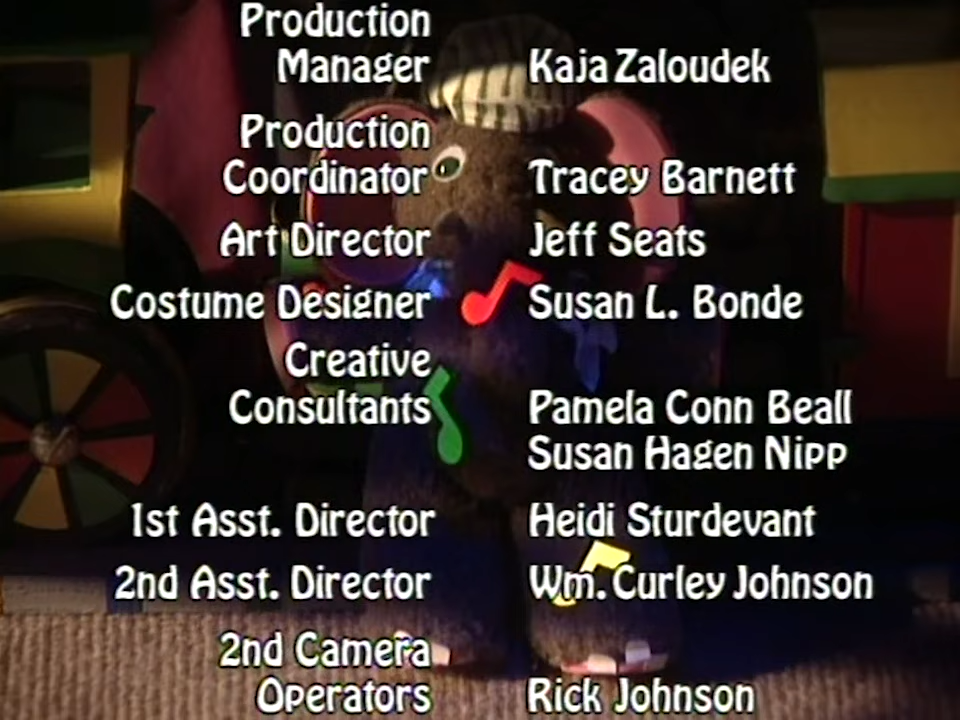 Production
Manager Kaja Zaloudek
Production
Coordinator Tracey Barnett
Art Director Jeff Seats
Costume Designer Susan L. Bonde
Creative
Consultants Pamela Conn Beall
Susan Hagen Nipp
1st Asst. Director Heidi Sturdevant
2nd Asst. Director Wm. Curley Johnson
2nd Camera
Operators Rick Johnson